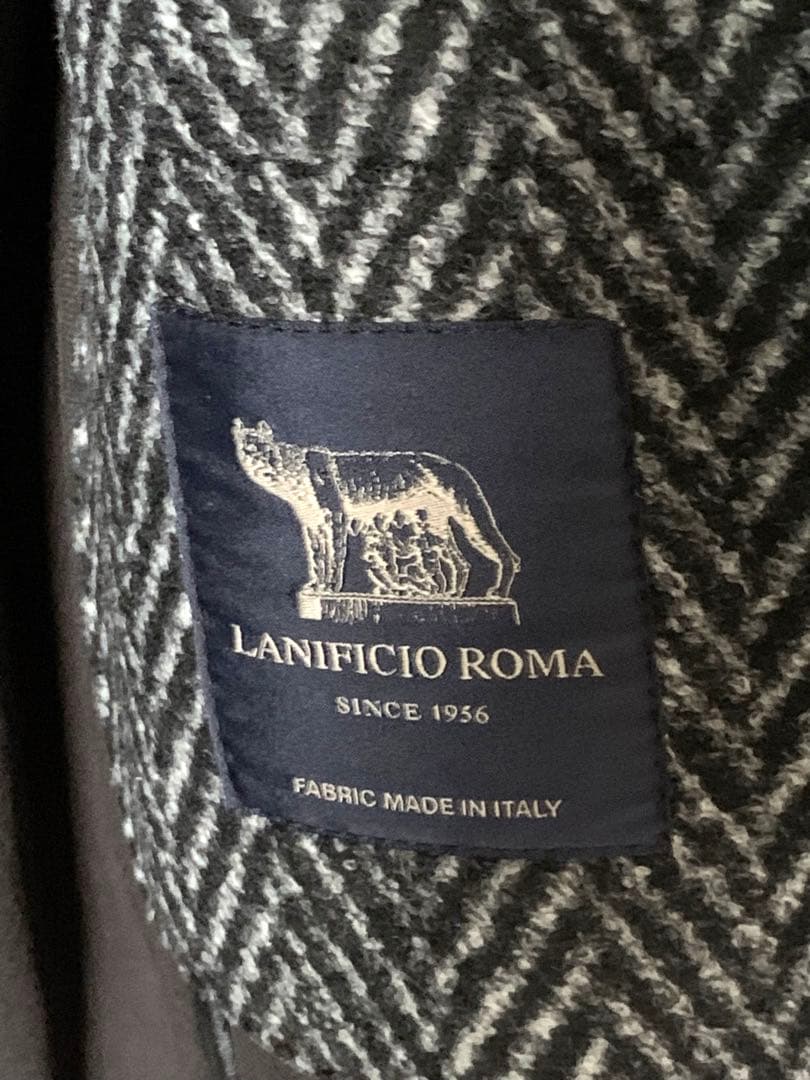 LANIFICIO ROMA
SINCE 1956
FABRIC MADE IN ITALY